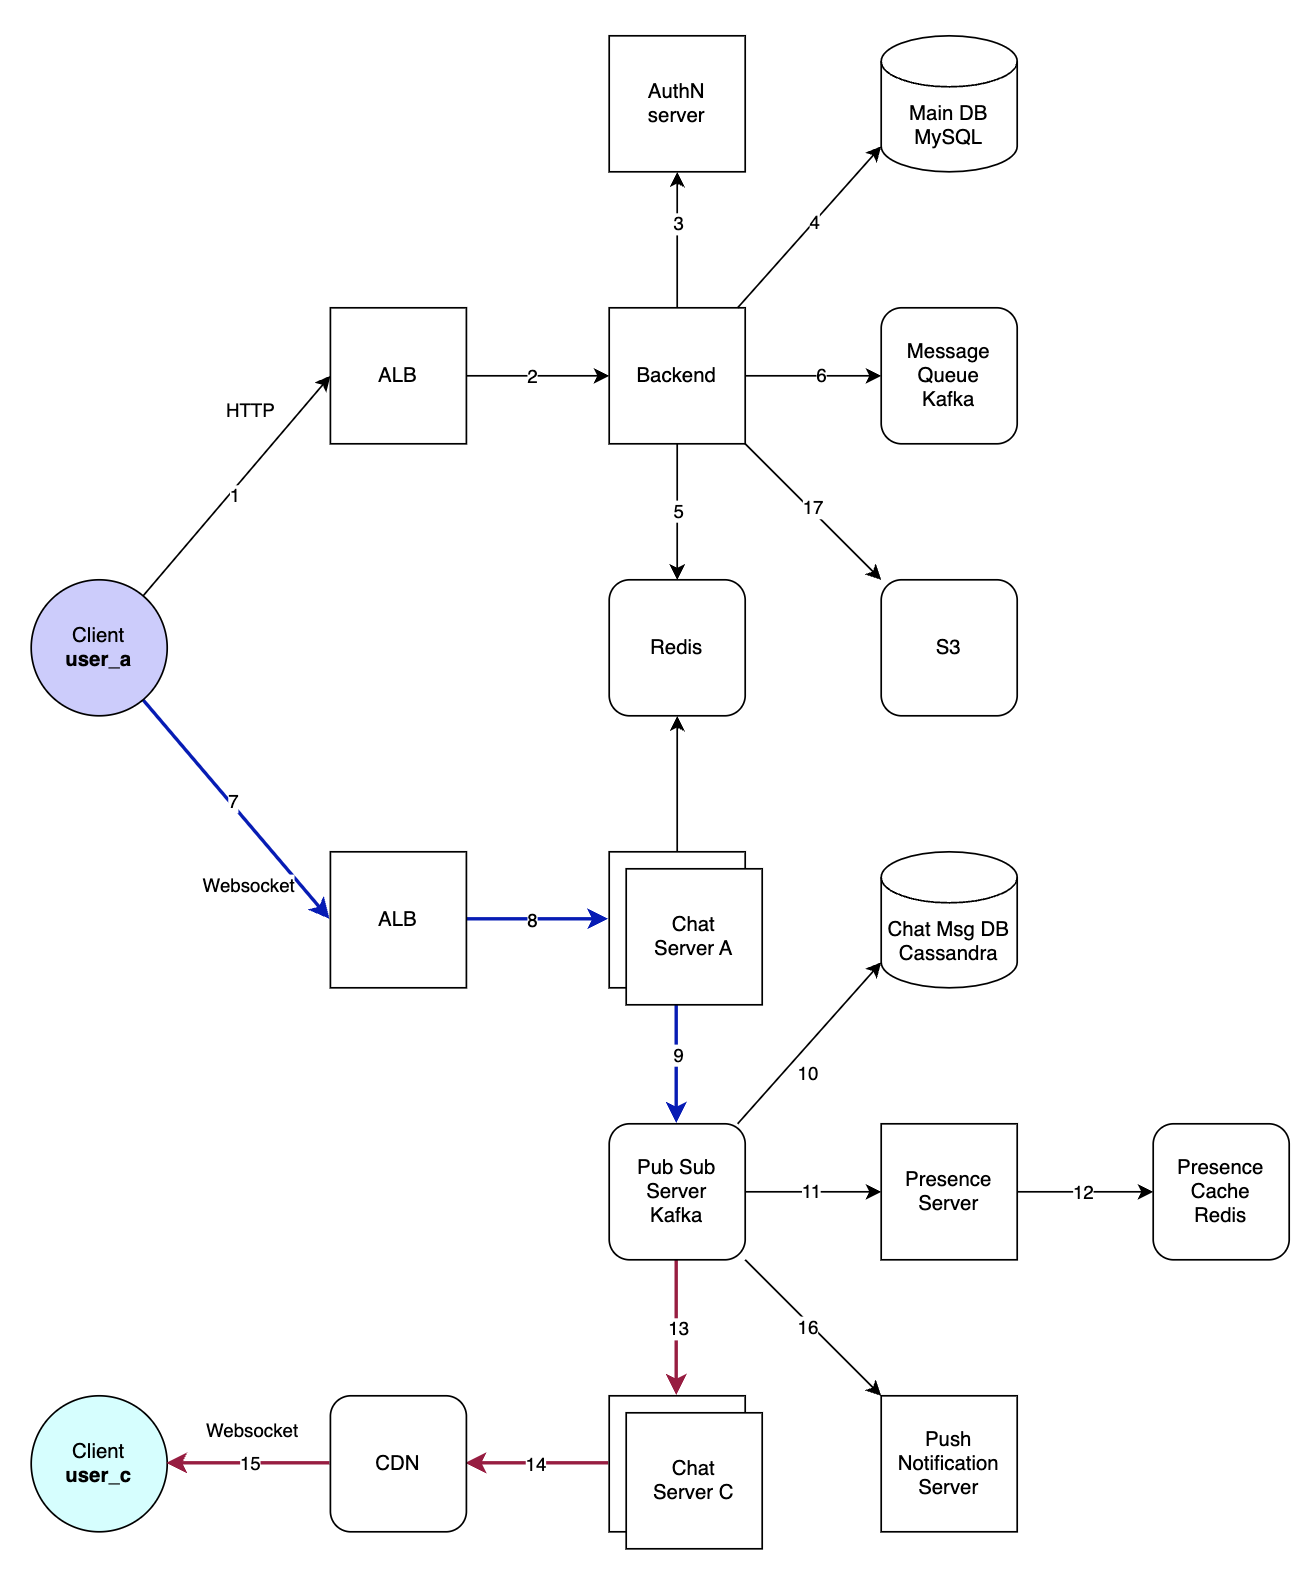 AuthN
server
Main DB
MySQL
3
4
ALB
2
Backend
6
Message
Queue
Kafka
HTTP
1
5
17
Client
user_a
Redis
S3
7
Websocket
ALB
8
Chat
Server A
Chat Msg DB
Cassandra
9
10
Pub Sub
Server
Kafka
11
Presence
Server
12
Presence
Cache
Redis
13
16
Client
user_c
Websocket
15
CDN
14
Chat
Server C
Push
Notification
Server